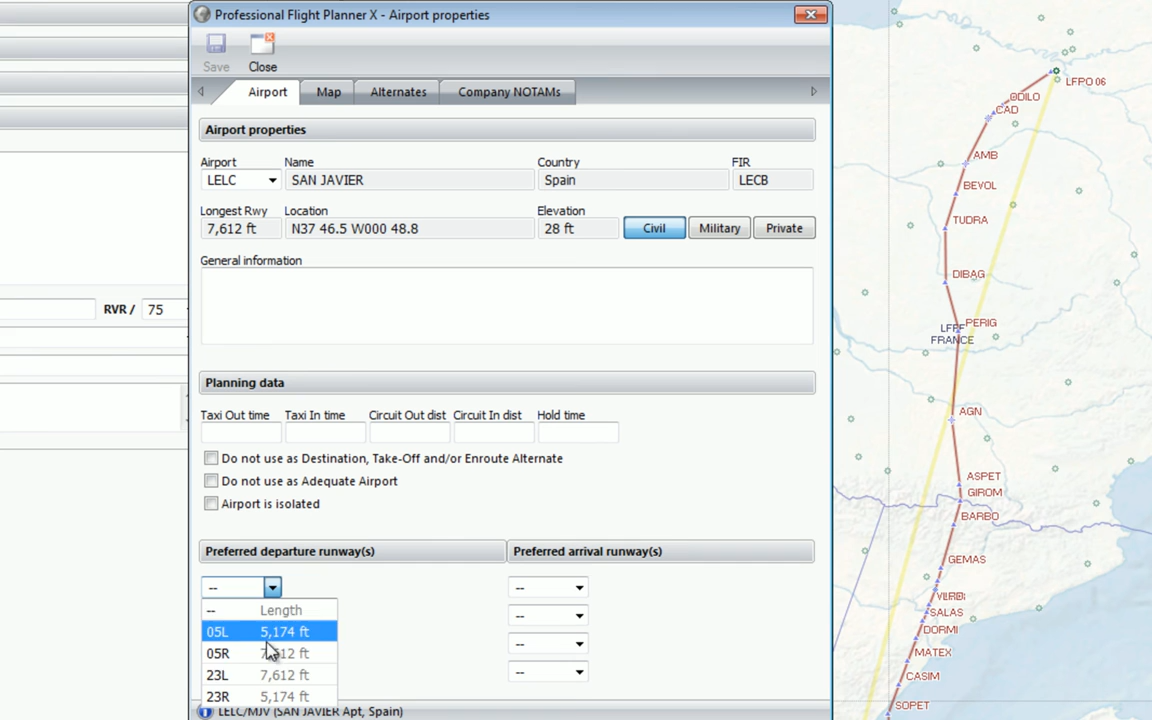 Professional Flight Planner X - Airport properties
Save Close
Airport Map Alternates Company NOTAMs
Airport properties
Airport Name Country FIR
LELC SAN JAVIER Spain LECB
Longest Rwy Location Elevation
7,612 ft N37 46.5 W000 48.8 28 ft Civil Military Private
General information
RVR / 75
Planning data
Taxi Out time Taxi In time Circuit Out dist Circuit In dist Hold time
Do not use as Destination, Take-Off and/or Enroute Alternate
Do not use as Adequate Airport
Airport is isolated
Preferred departure runway(s) Preferred arrival runway(s)
-- --
-- Length
05L 5,174 ft
--
05R 7,612 ft
--
23L 7,612 ft
--
23R 5,174 ft
LELC/MJV (SAN JAVIER Apt, Spain)
LFPO 06
ODILO
CAD
AMB
BEVOL
TUDRA
DIBAG
PERIG
LFFF
FRANCE
AGN
ASPET
GIROM
BARBO
GEMAS
SALAS
DORMI
MATEX
CASIM
SOPET